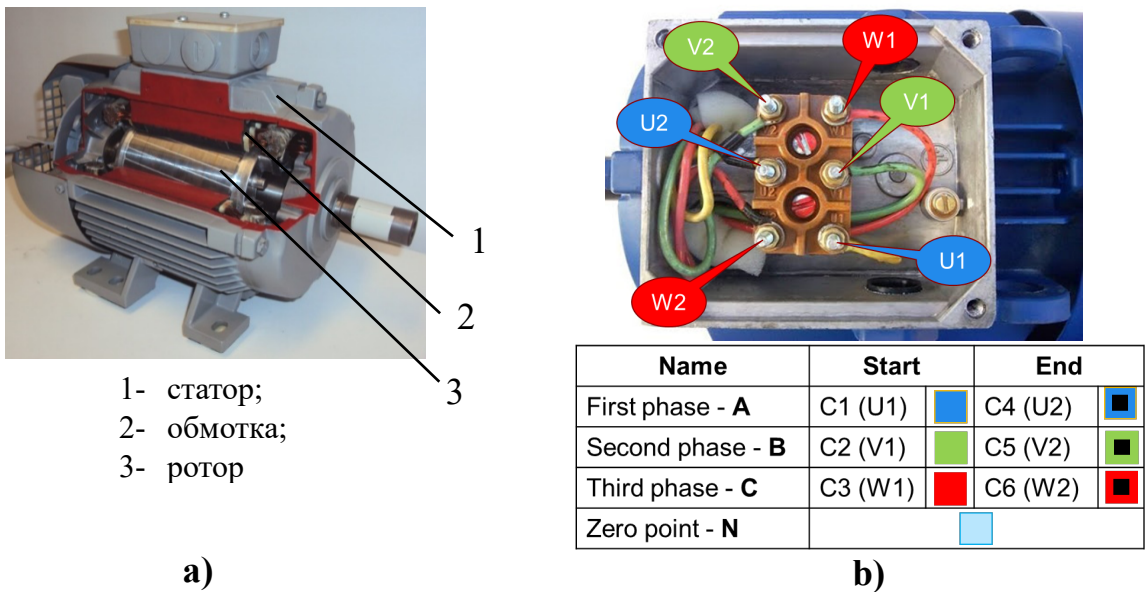 1
2
3
1- статор;
2- обмотка;
3- ротор
a)
V2
W1
V1
U2
U1
W2
Name Start End
First phase - A C1 (U1) C4 (U2)
Second phase - B C2 (V1) C5 (V2)
Third phase - C C3 (W1) C6 (W2)
Zero point - N
b)